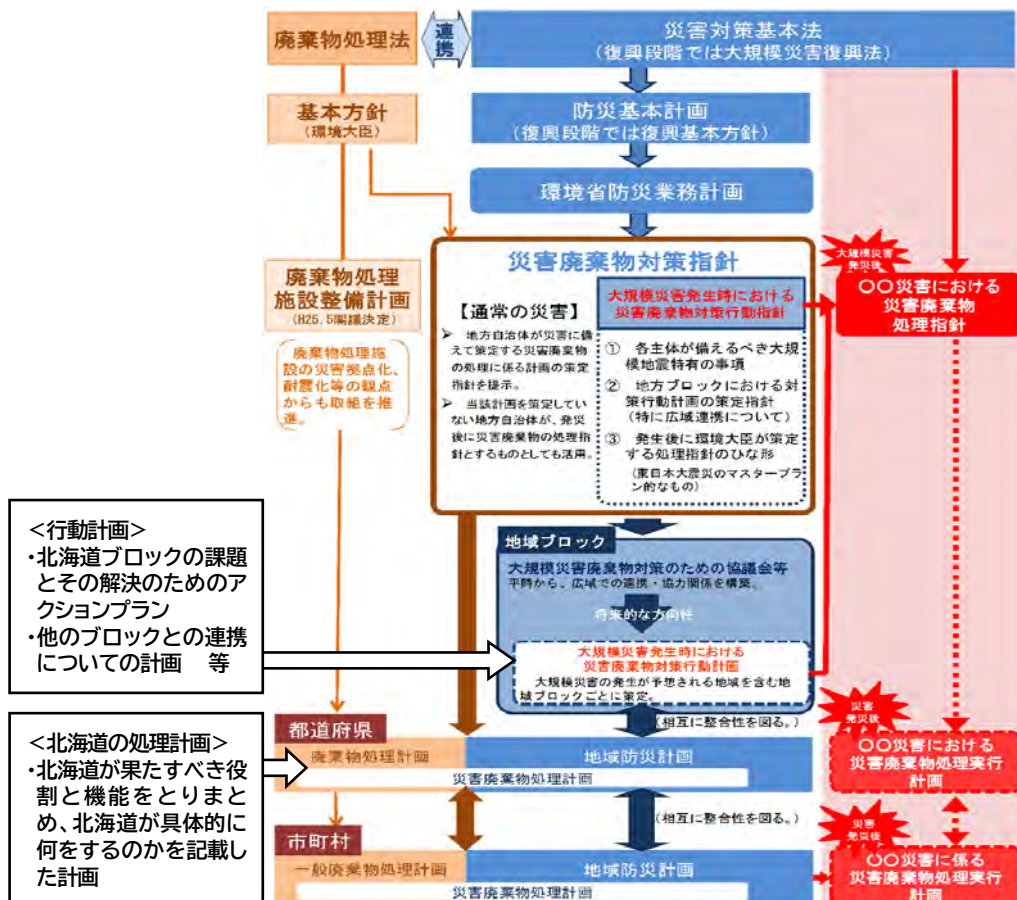 廃棄物処理法
連携
災害対策基本法
(復興段階では大規模災害復興法)
基本方針
(環境大臣)
防災基本計画
(復興段階では復興基本方針)
環境省防災業務計画
廃棄物処理
施設整備計画
(H25.5閣議決定)
廃棄物処理施
設の災害拠点化、
耐震化等の観点
からも取組を推
進。
災害廃棄物対策指針
【通常の災害】
➢ 地方自治体が災害に備
えて策定する災害廃棄物
の処理に係る計画の策定
指針を提示。
➢ 当該計画を策定してい
ない地方自治体が、発災
後に災害廃棄物の処理指
針とするものとしても活用。
大規模災害発生時における
災害廃棄物対策行動指針
① 各主体が備えるべき大規
模地震特有の事項
② 地方ブロックにおける対
策行動計画の策定指針
(特に広域連携について)
③ 発生後に環境大臣が策定
する処理指針のひな形
(東日本大震災のマスタープラ
ン的なもの)
大規模災害
発災後
〇〇災害における
災害廃棄物
処理指針
<行動計画>
・北海道ブロックの課題
とその解決のためのア
クションプラン
・他のブロックとの連携
についての計画 等
地域ブロック
大規模災害廃棄物対策のための協議会等
平時から、広域での連携・協力関係を構築。
将来的な方向性
大規模災害発生時における
災害廃棄物対策行動計画
大規模災害の発生が予想される地域を含む地
域ブロックごとに策定。
(相互に整合性を図る。)
<北海道の処理計画>
・北海道が果たすべき役
割と機能をとりまと
め、北海道が具体的に
何をするのかを記載し
た計画
都道府県
廃棄物処理計画
地域防災計画
災害廃棄物処理計画
災害
発災後
〇〇災害における
災害廃棄物処理実行
計画
(相互に整合性を図る。)
市町村
一般廃棄物処理計画
地域防災計画
災害廃棄物処理計画
災害
発災後
〇〇災害に係る
災害廃棄物処理実行
計画